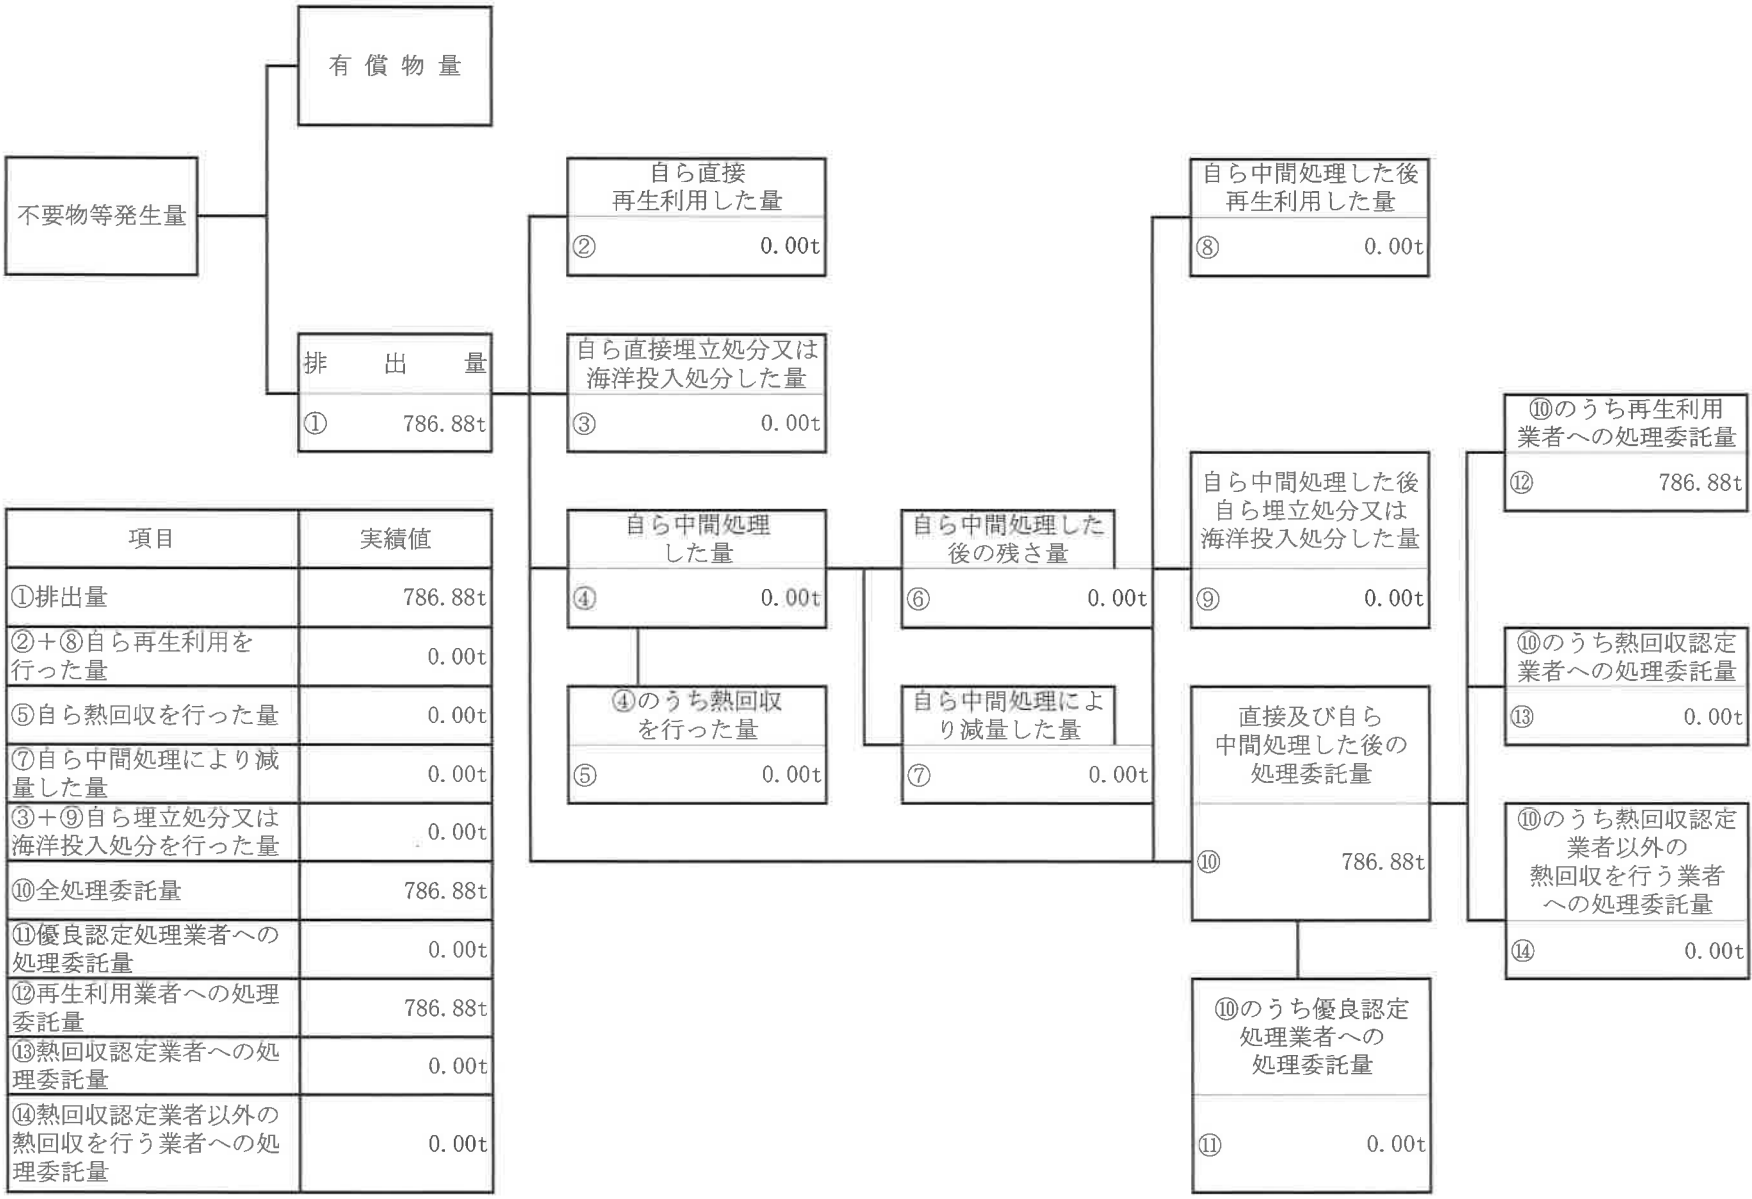 有償物量
不要物等発生量
排出量
① 786.88t
自ら直接
再生利用した量
② 0.00t
自ら直接埋立処分又は
海洋投入処分した量
③ 0.00t
自ら中間処理
した量
④ 0.00t
④のうち熱回収
を行った量
⑤ 0.00t
自ら中間処理した
後の残さ量
⑥ 0.00t
自ら中間処理によ
り減量した量
⑦ 0.00t
自ら中間処理した後
再生利用した量
⑧ 0.00t
自ら中間処理した後
自ら埋立処分又は
海洋投入処分した量
⑨ 0.00t
直接及び自ら
中間処理した後の
処理委託量
⑩ 786.88t
⑩のうち優良認定
処理業者への
処理委託量
⑪ 0.00t
⑩のうち再生利用
業者への処理委託量
⑫ 786.88t
⑩のうち熱回収認定
業者への処理委託量
⑬ 0.00t
⑩のうち熱回収認定
業者以外の
熱回収を行う業者
への処理委託量
⑭ 0.00t
項目 実績値
①排出量 786.88t
②+⑧自ら再生利用を
行った量 0.00t
⑤自ら熱回収を行った量 0.00t
⑦自ら中間処理により減
量した量 0.00t
③+⑨自ら埋立処分又は
海洋投入処分を行った量 0.00t
⑩全処理委託量 786.88t
⑪優良認定処理業者への
処理委託量 0.00t
⑫再生利用業者への処理
委託量 786.88t
⑬熱回収認定業者への処
理委託量 0.00t
⑭熱回収認定業者以外の
熱回収を行う業者への処
理委託量 0.00t